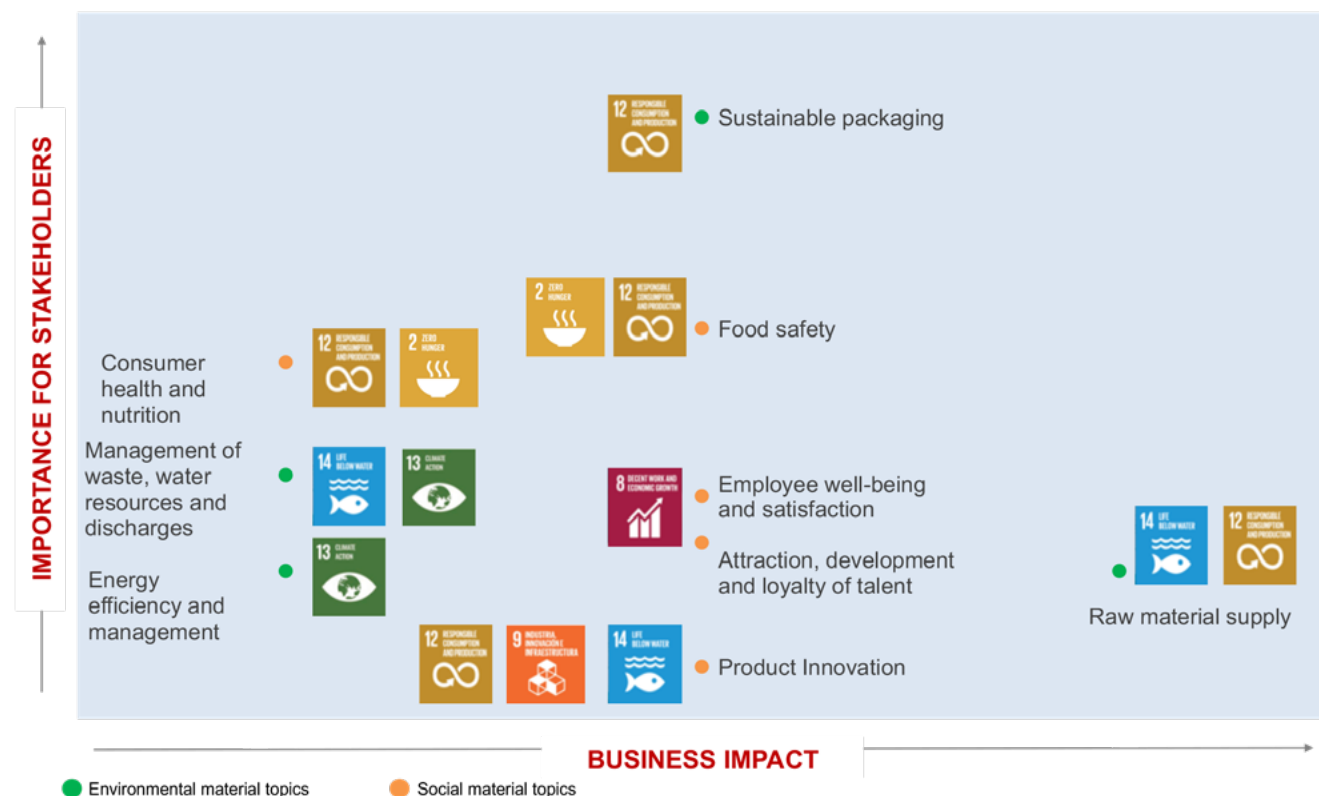 IMPORTANCE FOR STAKEHOLDERS
12 RESPONSIBLE
CONSUMPTION
AND PRODUCTION
Sustainable packaging
2 ZERO
HUNGER
12 RESPONSIBLE
CONSUMPTION
AND PRODUCTION
Food safety
Consumer
health and
nutrition
12 RESPONSIBLE
CONSUMPTION
AND PRODUCTION
2 ZERO
HUNGER
Management of
waste, water
resources and
discharges
14 LIFE
BELOW WATER
13 CLIMATE
ACTION
8 DECENT WORK AND
ECONOMIC GROWTH
Employee well-being
and satisfaction
Attraction, development
and loyalty of talent
14 LIFE
BELOW WATER
12 RESPONSIBLE
CONSUMPTION
AND PRODUCTION
Raw material supply
Energy
efficiency and
management
13 CLIMATE
ACTION
12 RESPONSIBLE
CONSUMPTION
AND PRODUCTION
9 INDUSTRIA,
INNOVACIÓN E
INFRAESTRUCTURA
14 LIFE
BELOW WATER
Product Innovation
BUSINESS IMPACT
Environmental material topics
Social material topics